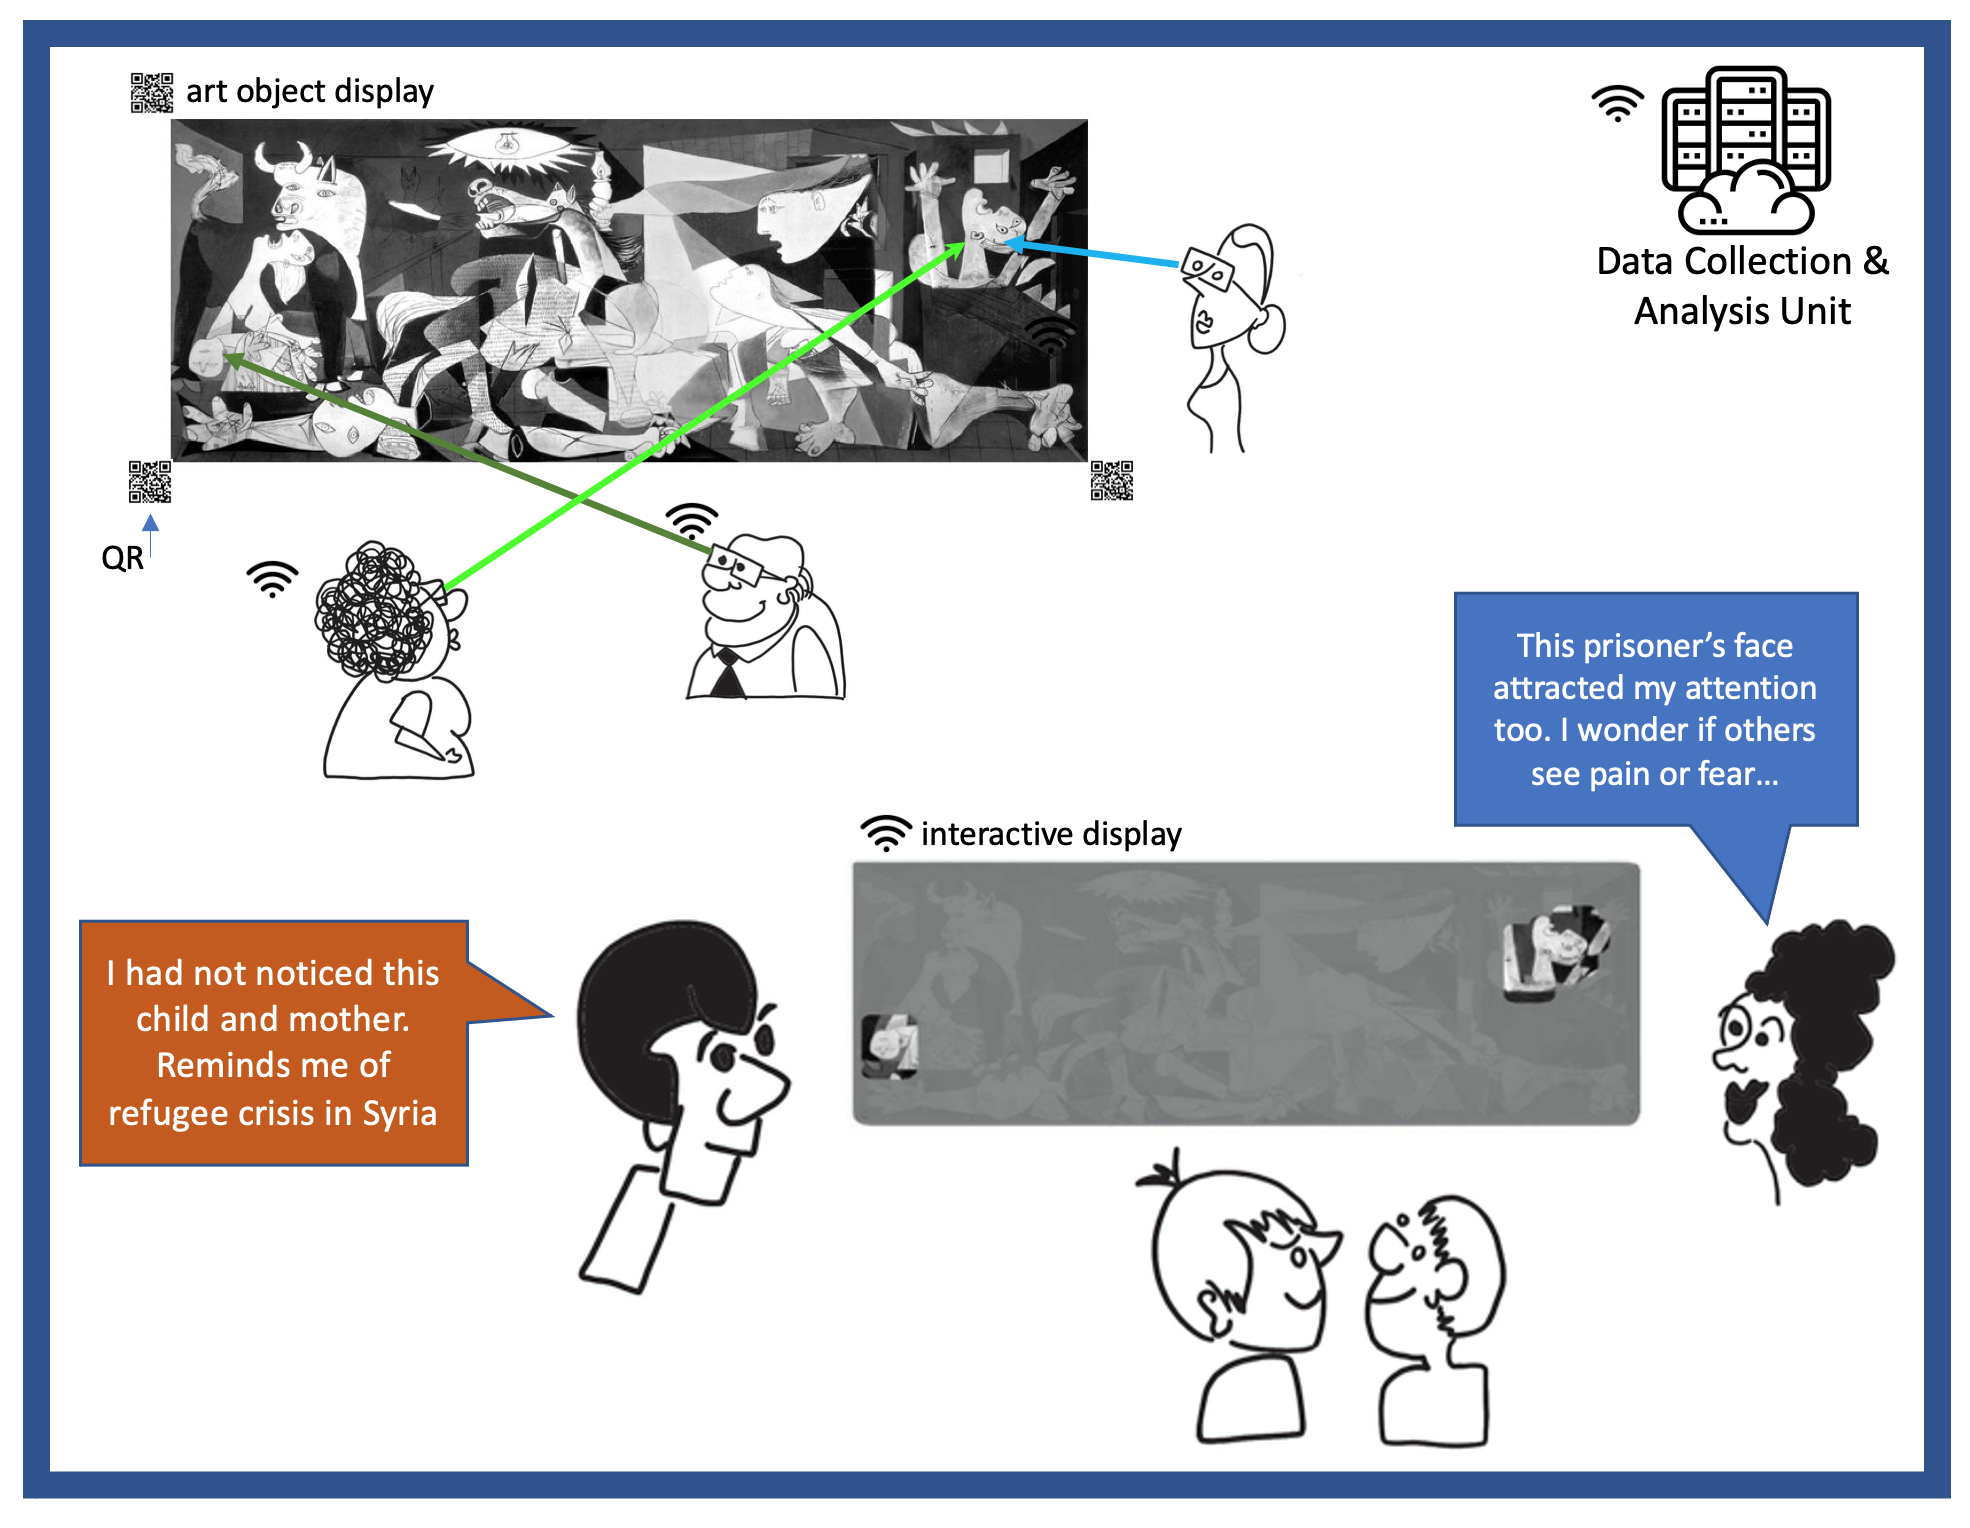 art object display
Data Collection &
Analysis Unit
QR
This prisoner's face
attracted my attention
too. I wonder if others
see pain or fear...
interactive display
I had not noticed this
child and mother.
Reminds me of
refugee crisis in Syria